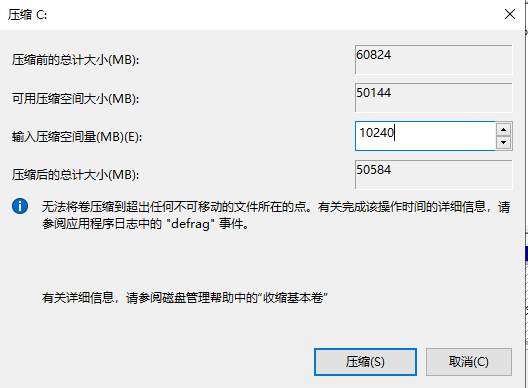 压缩 C:
压缩前的总计大小(MB):
60824
可用压缩空间大小(MB):
50144
输入压缩空间量(MB)(E):
10240
压缩后的总计大小(MB):
50584
无法将卷压缩到超出任何不可移动的文件所在的点。有关完成该操作时间的详细信息，请
参阅应用程序日志中的 "defrag" 事件。
有关详细信息，请参阅磁盘管理帮助中的“收缩基本卷”
压缩(S)
取消(C)